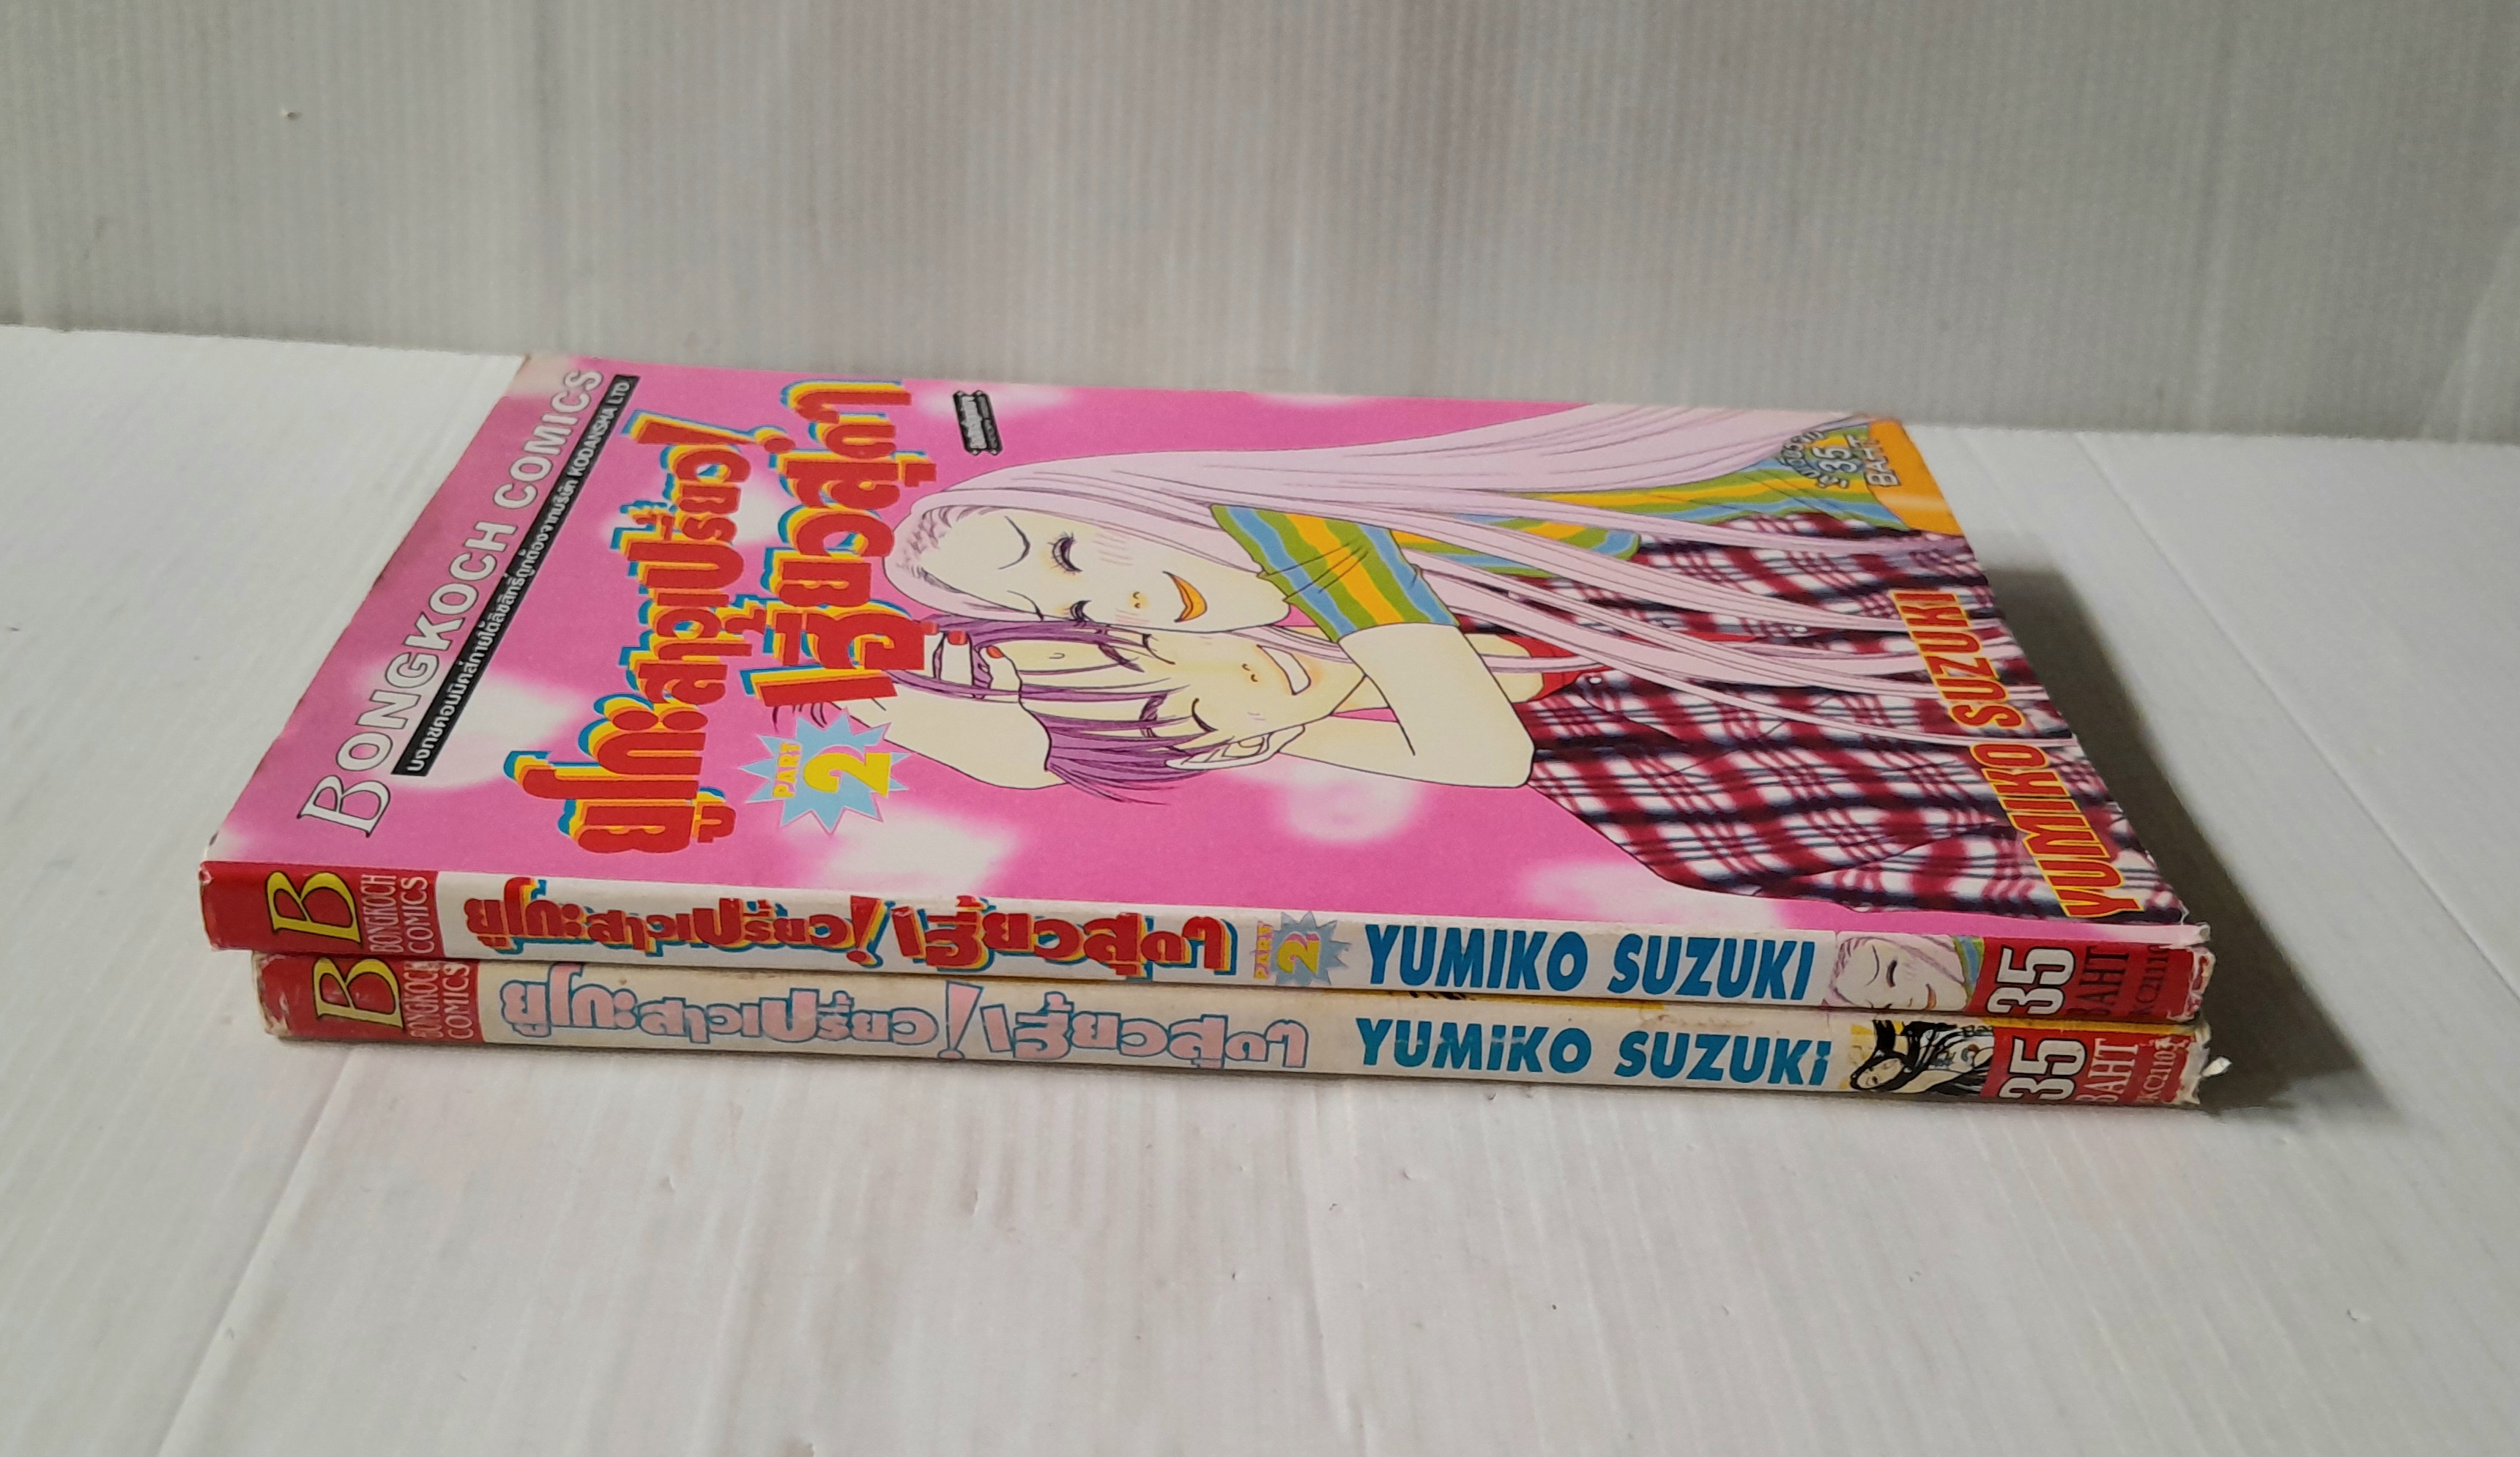 BONGKOCH COMICS
บงกชคอมมิคส์ภายใต้ลิขสิทธิ์ถูกต้องจากบริษัท KODANSHA LTD.
ยูโกะสาวเปรี้ยว!
เฮี้ยวสุดๆ
PART 2
35
BAHT
YUMIKO SUZUKI
B BONGKOCH COMICS ยูโกะสาวเปรี้ยว! เฮี้ยวสุดๆ PART 2 YUMIKO SUZUKI 35 BAHT
B BONGKOCH COMICS ยูโกะสาวเปรี้ยว! เฮี้ยวสุดๆ YUMiKO SUZUKi 35 BAHT